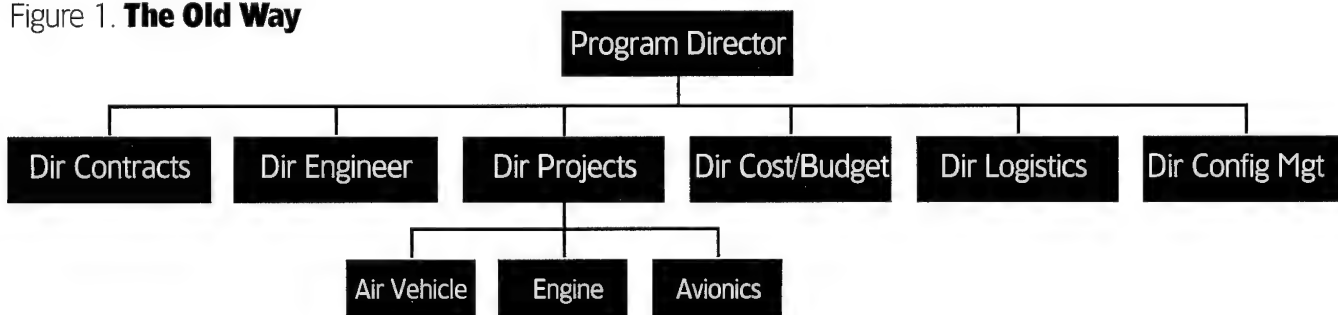 Figure 1. The Old Way
Program Director
Dir Contracts
Dir Engineer
Dir Projects
Dir Cost/Budget
Dir Logistics
Dir Config Mgt
Air Vehicle
Engine
Avionics